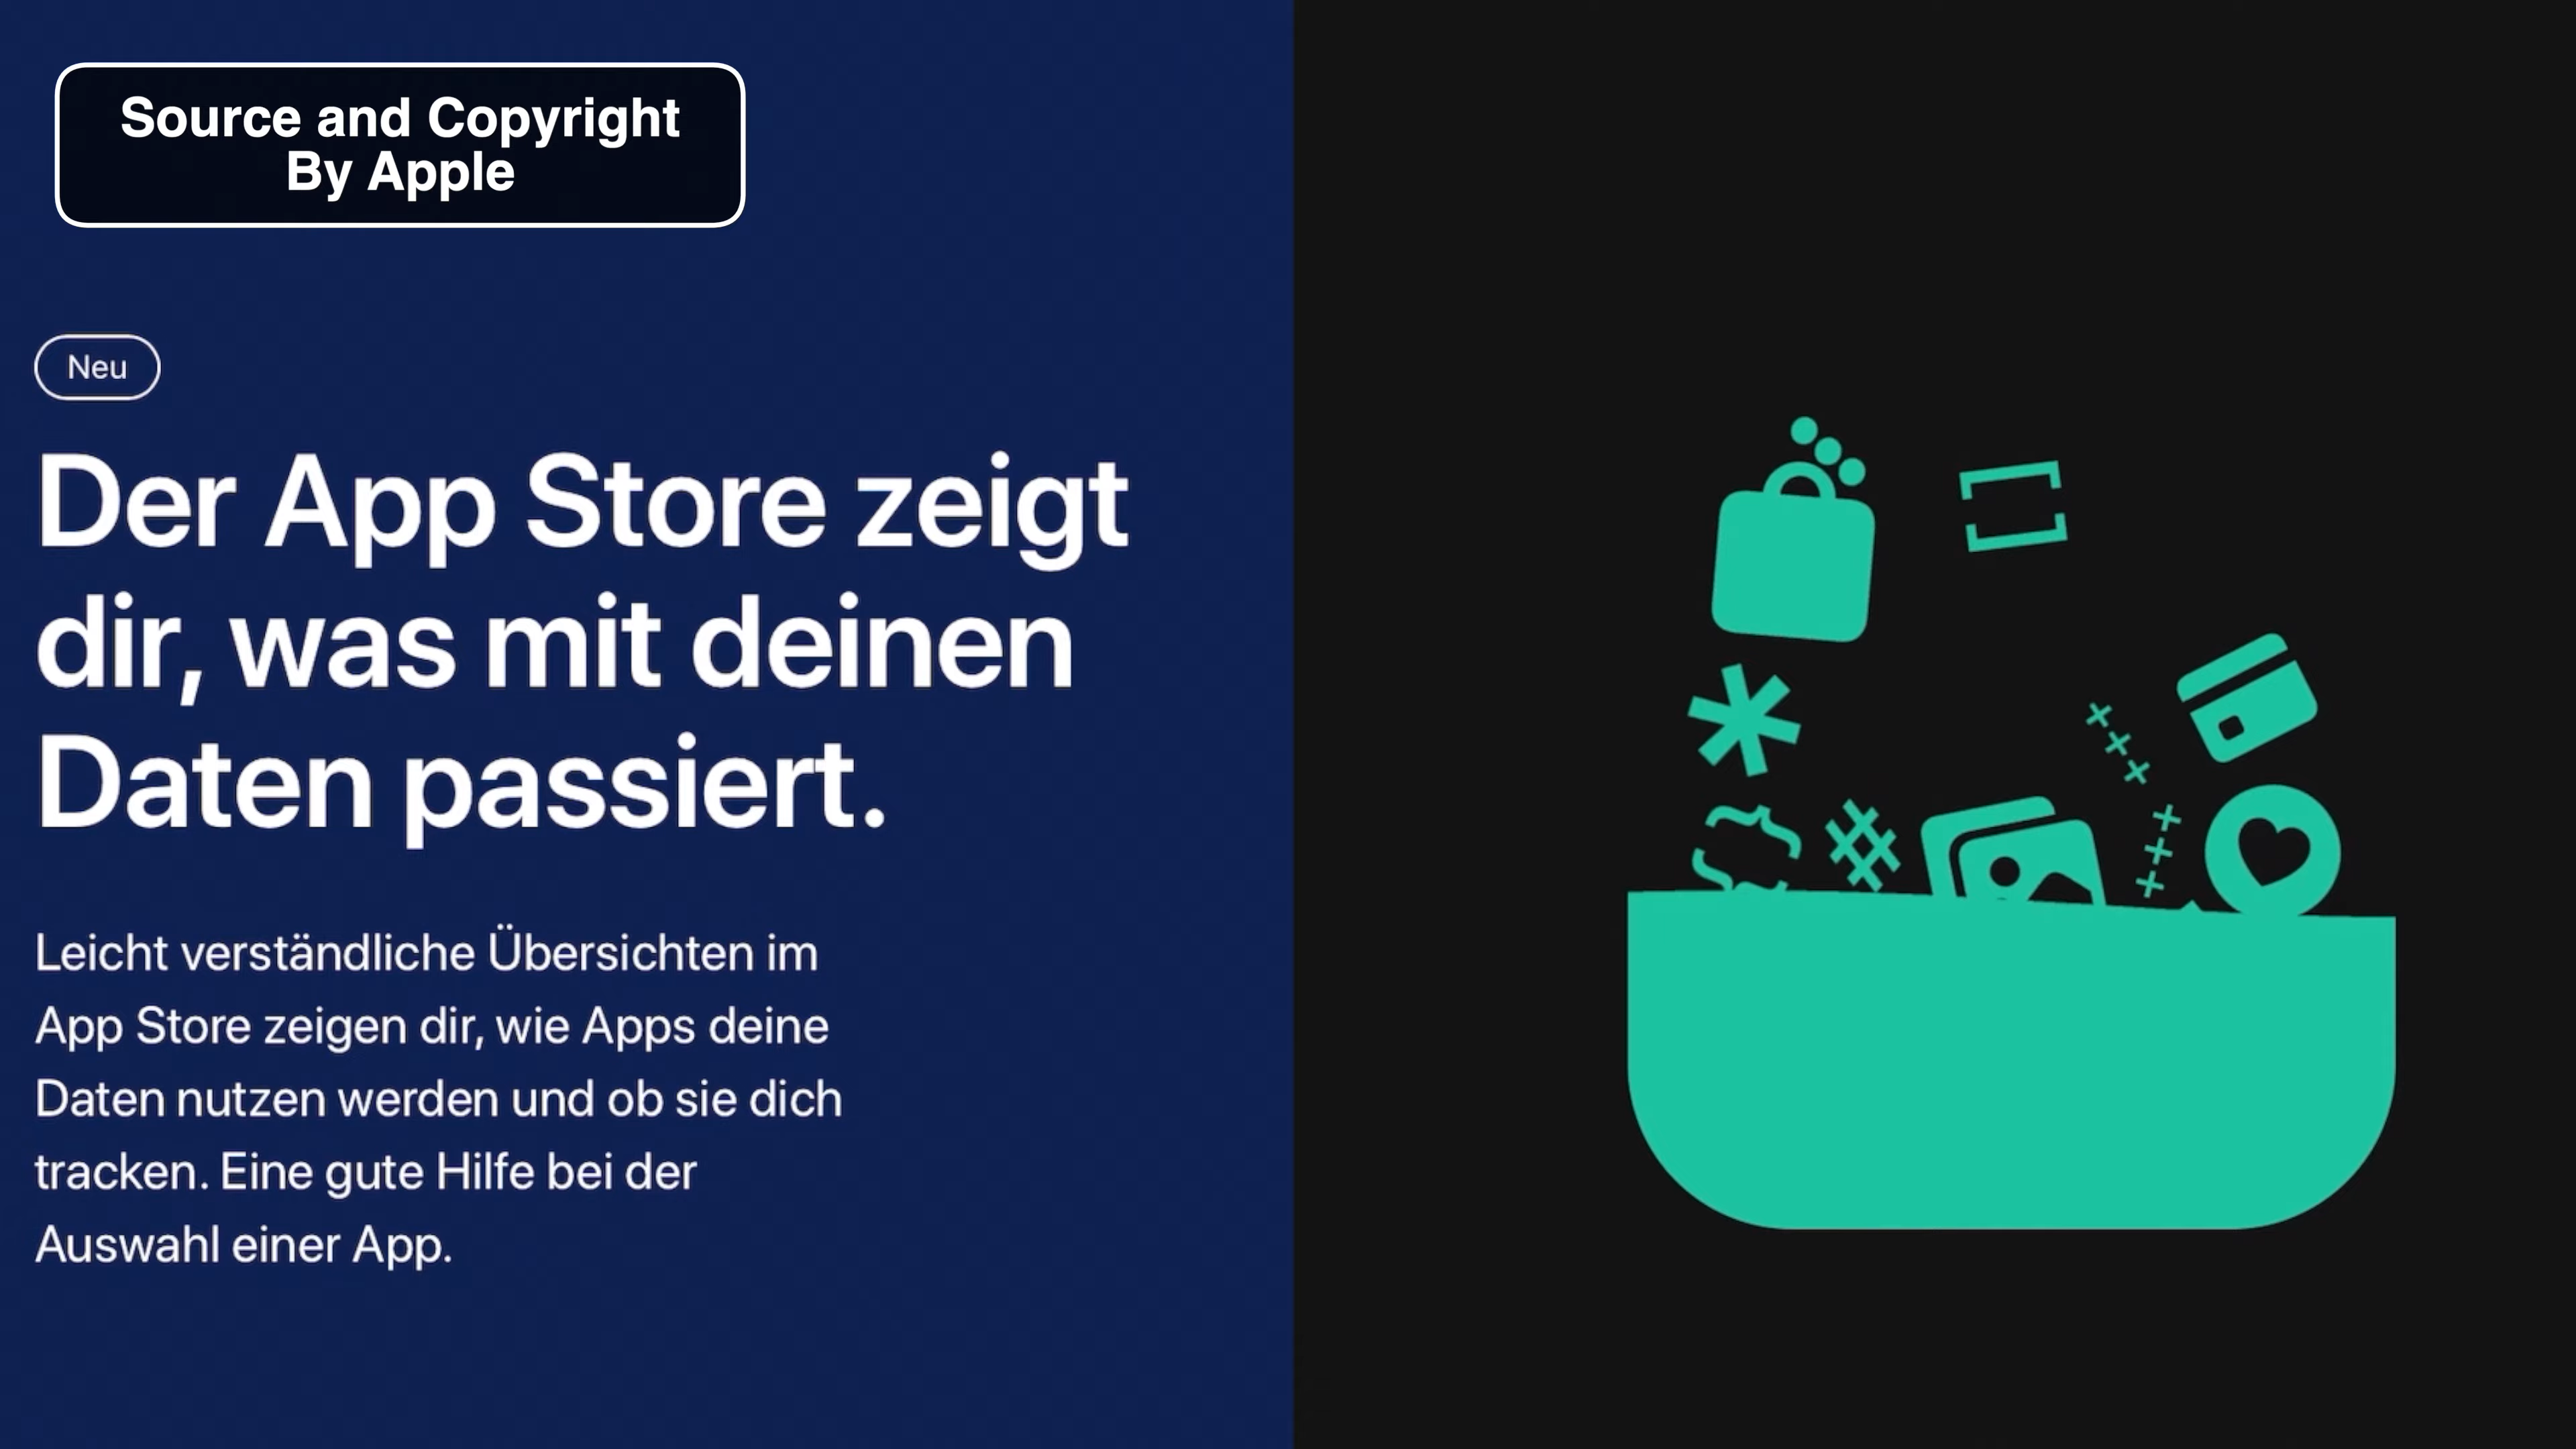 Source and Copyright
By Apple
Neu
Der App Store zeigt
dir, was mit deinen
Daten passiert.
Leicht verständliche Übersichten im
App Store zeigen dir, wie Apps deine
Daten nutzen werden und ob sie dich
tracken. Eine gute Hilfe bei der
Auswahl einer App.